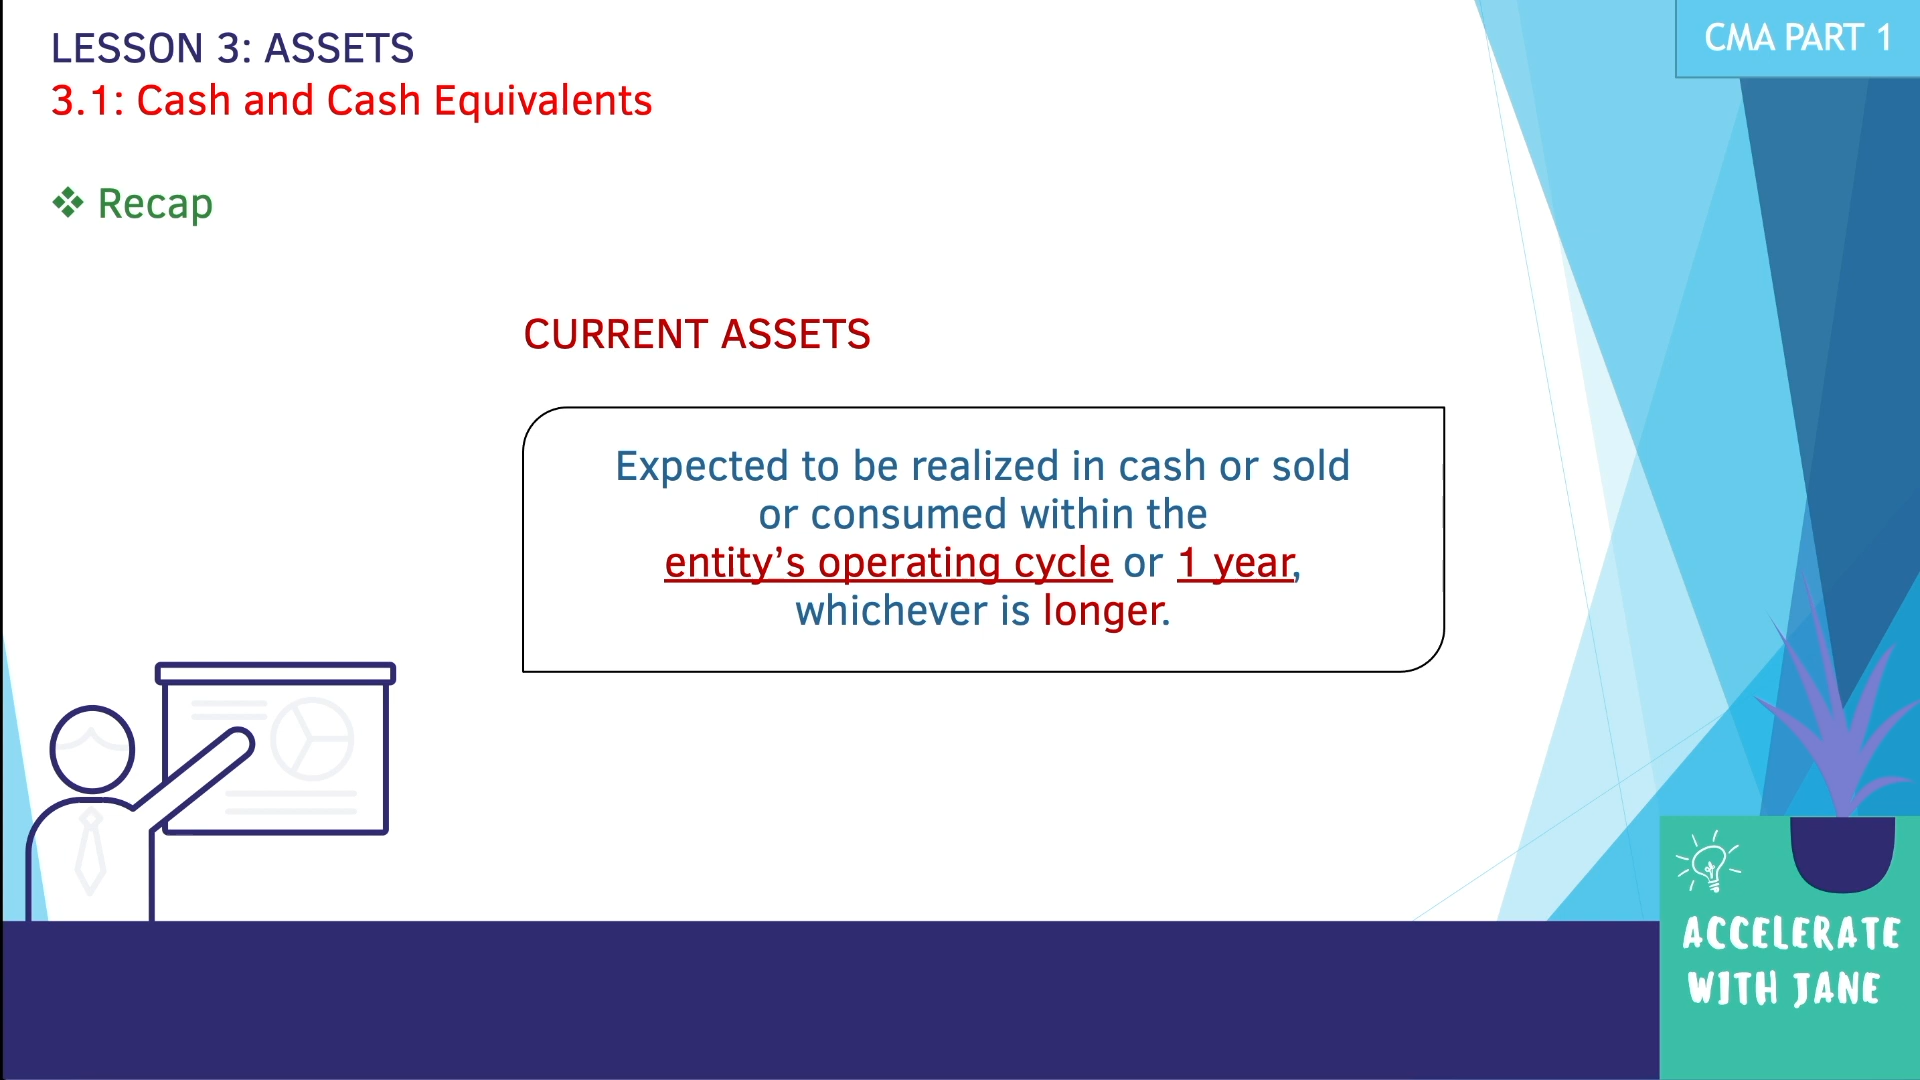 LESSON 3: ASSETS
CMA PART 1
3.1: Cash and Cash Equivalents
❖ Recap
CURRENT ASSETS
Expected to be realized in cash or sold
or consumed within the
entity’s operating cycle or 1 year,
whichever is longer.
ACCELERATE
WITH JANE